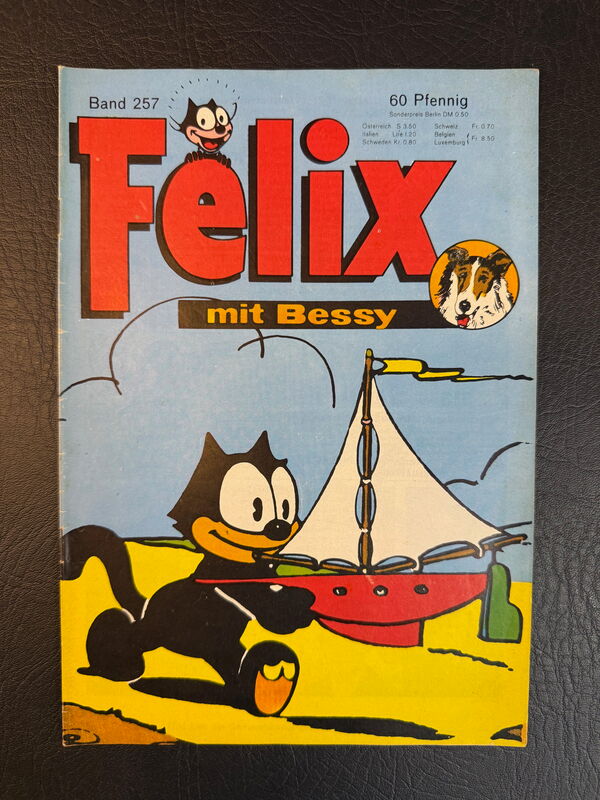 Band 257
60 Pfennig
Sonderpreis Berlin DM 0.50
Österreich S 3.50 Schweiz Fr. 0.70
Italien Lire 1.20 Belgien
Schweden Kr. 0.80 Luxemburg Fr. 8.50
Felix
mit Bessy